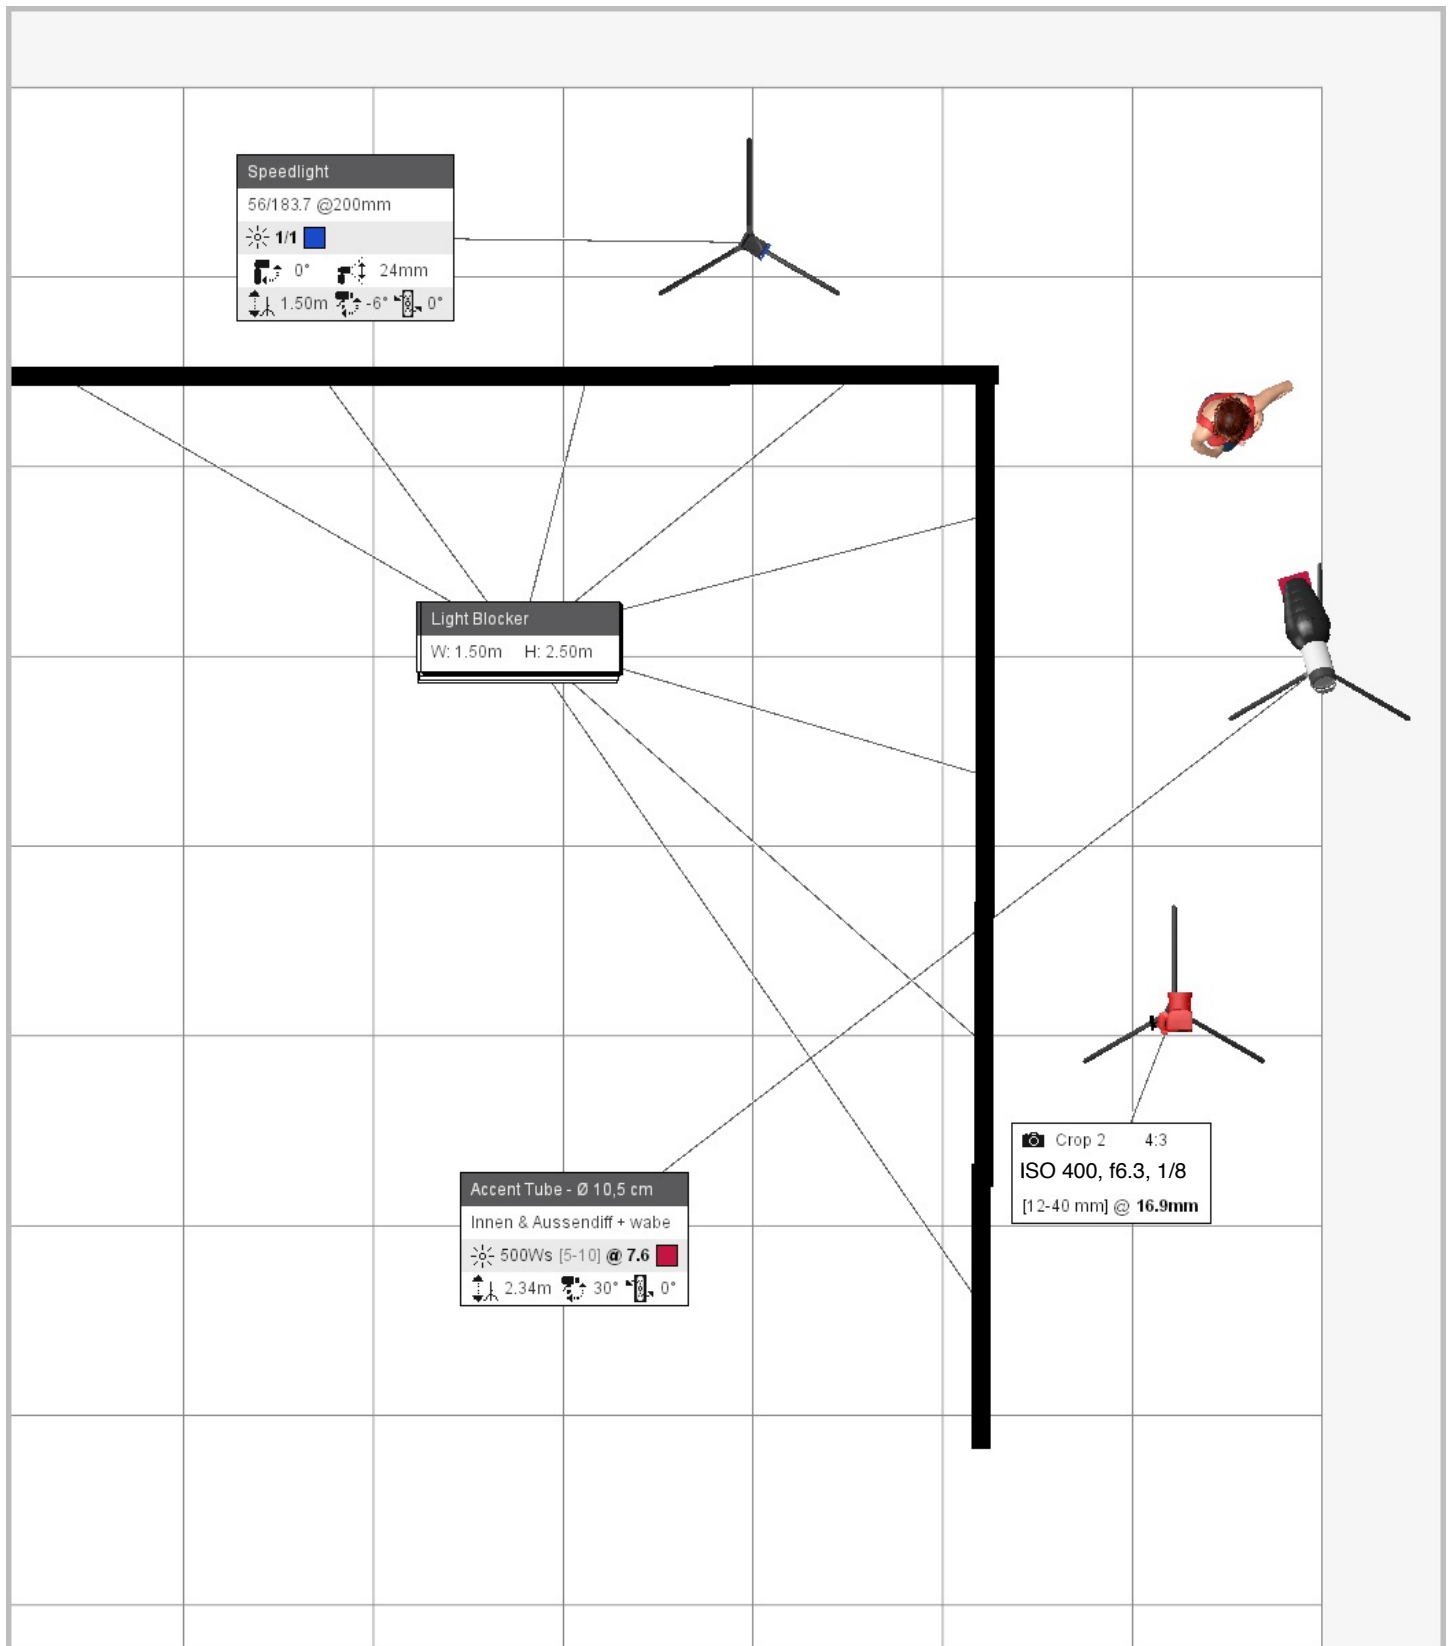 Speedlight
56/183.7 @200mm
1/1
0° 24mm
1.50m -6° 0°
Light Blocker
W: 1.50m H: 2.50m
Crop 2 4:3
ISO 400, f6.3, 1/8
[12-40 mm] @ 16.9mm
Accent Tube - Ø 10,5 cm
Innen & Aussendiff + wabe
500Ws [5-10] @ 7.6
2.34m 30° 0°